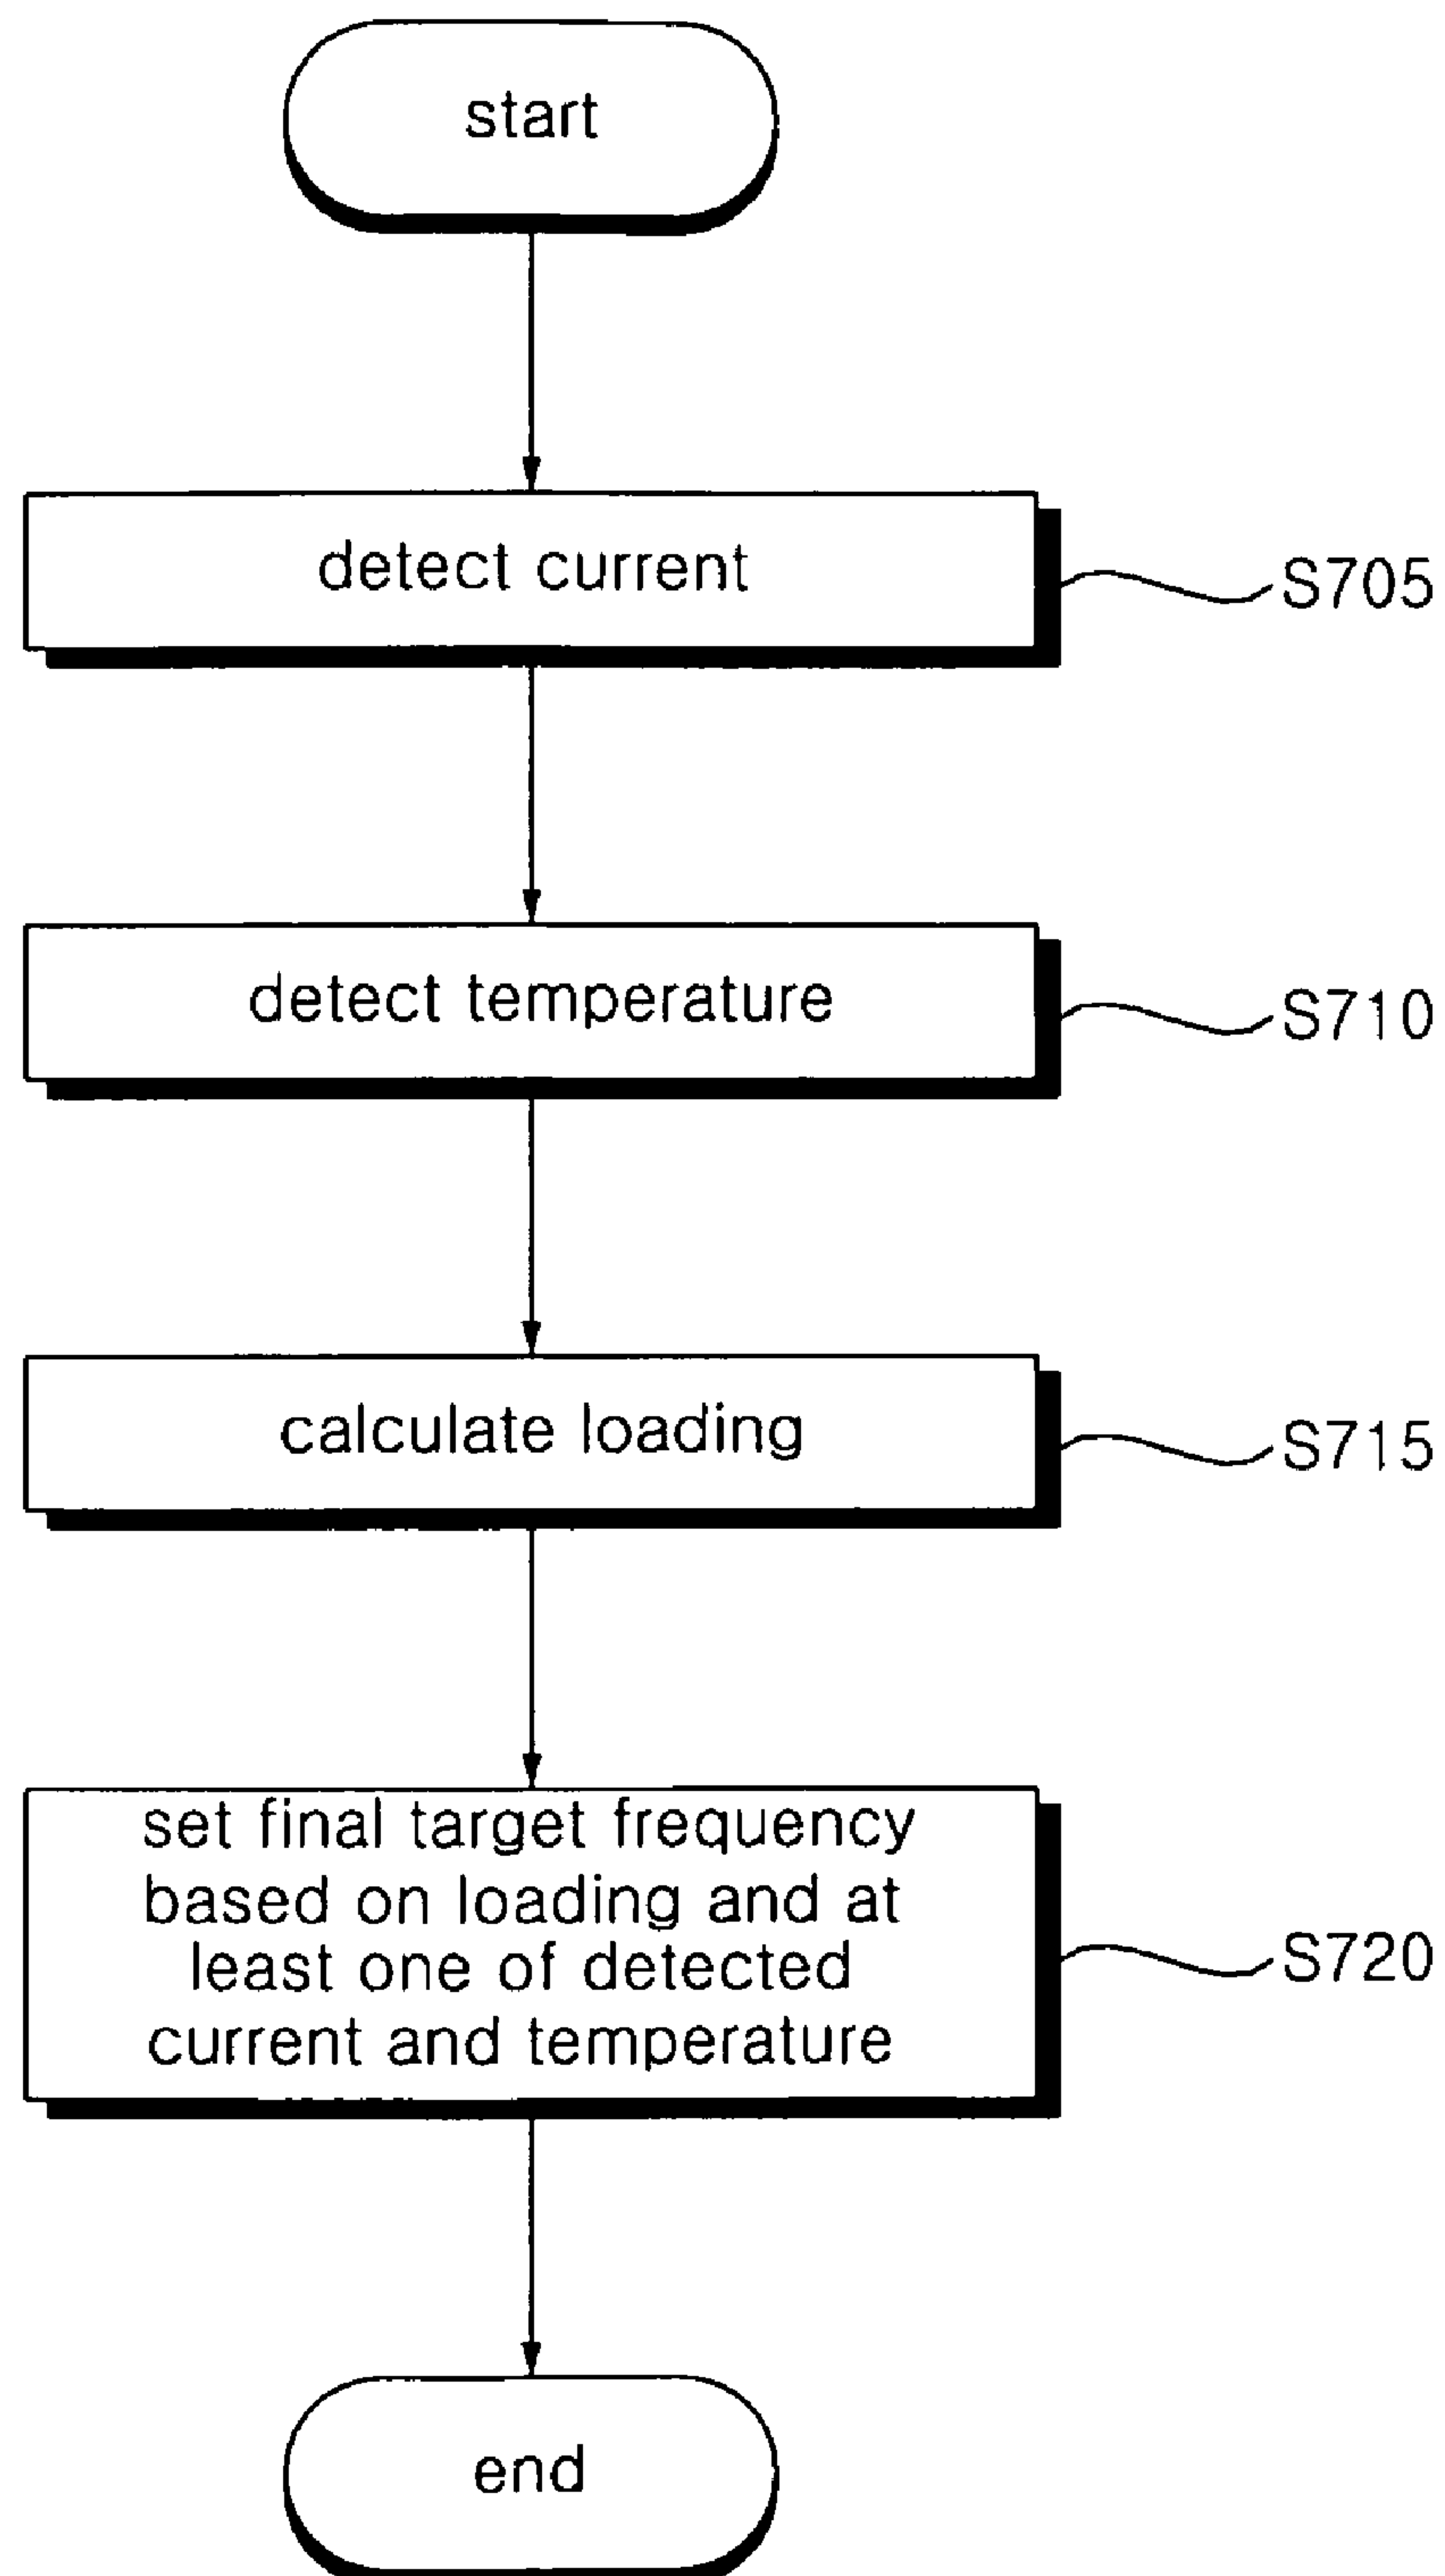 start
detect current
S705
detect temperature
S710
calculate loading
S715
set final target frequency
based on loading and at
least one of detected
current and temperature
S720
end